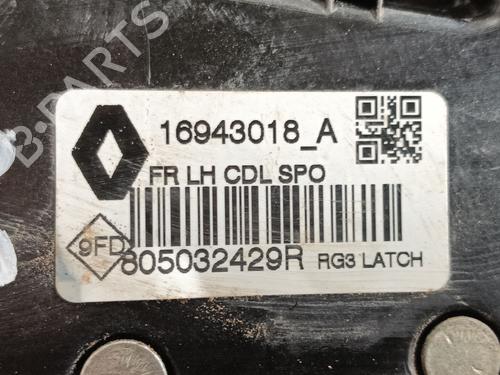 B-PARTS
16943018_A
FR LH CDL SPO
9FD
805032429R RG3 LATCH